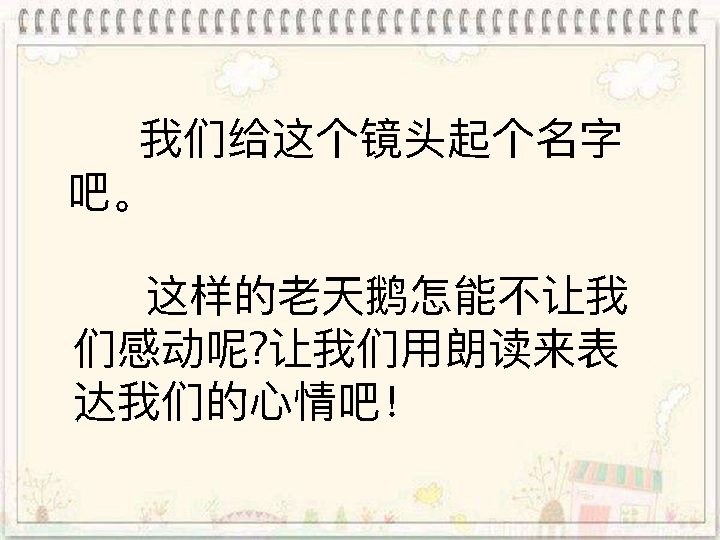 我们给这个镜头起个名字
吧。
这样的老天鹅怎能不让我
们感动呢?让我们用朗读来表
达我们的心情吧!